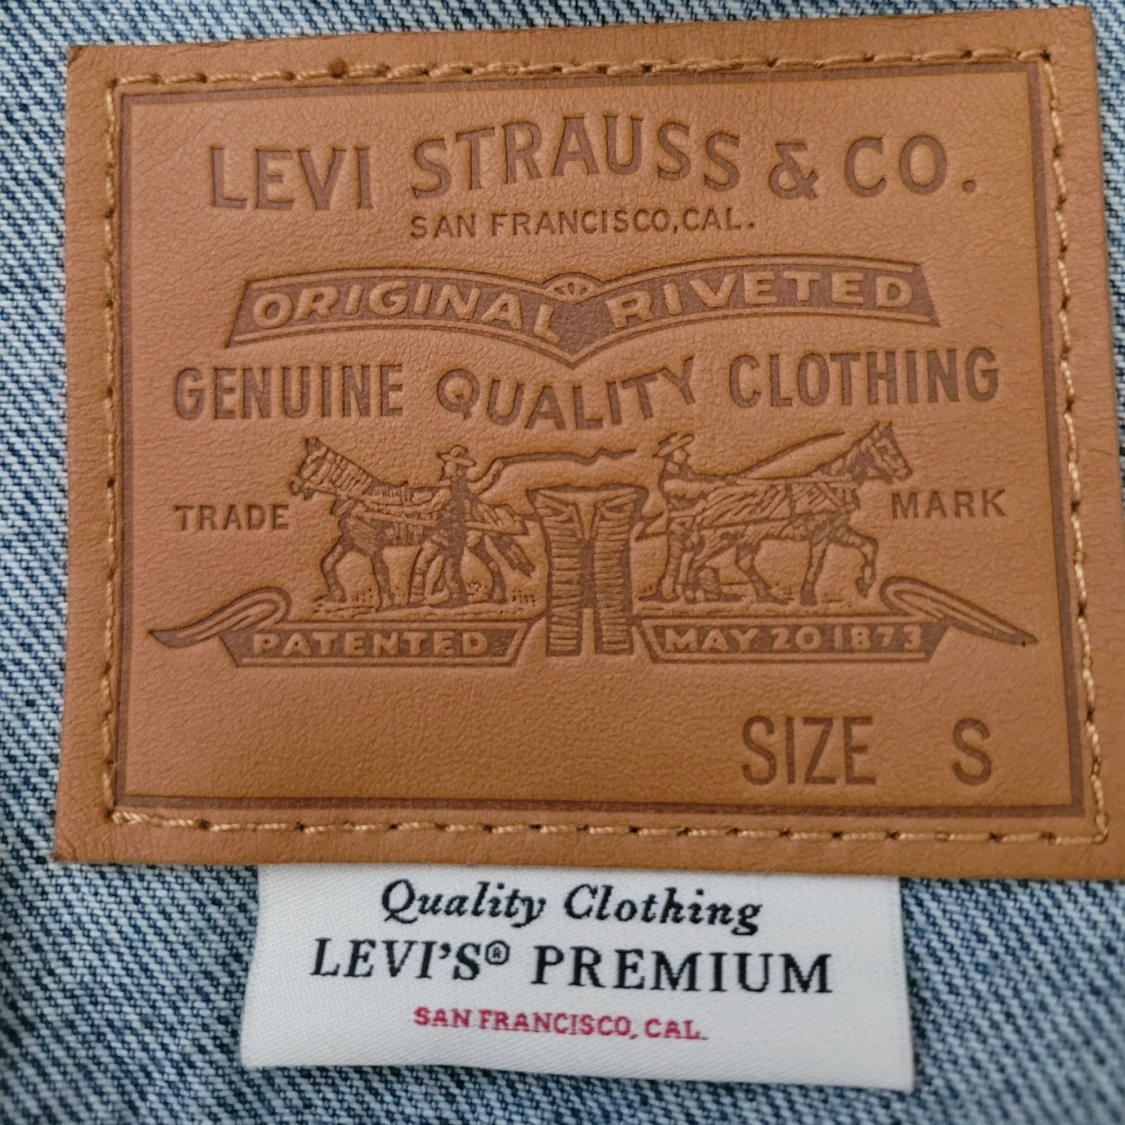 LEVI STRAUSS & CO.
SAN FRANCISCO,CAL.
ORIGINAL RIVETED
GENUINE QUALITY CLOTHING
TRADE MARK
PATENTED MAY 20 1873
SIZE S
Quality Clothing
LEVI'S® PREMIUM
SAN FRANCISCO, CAL.